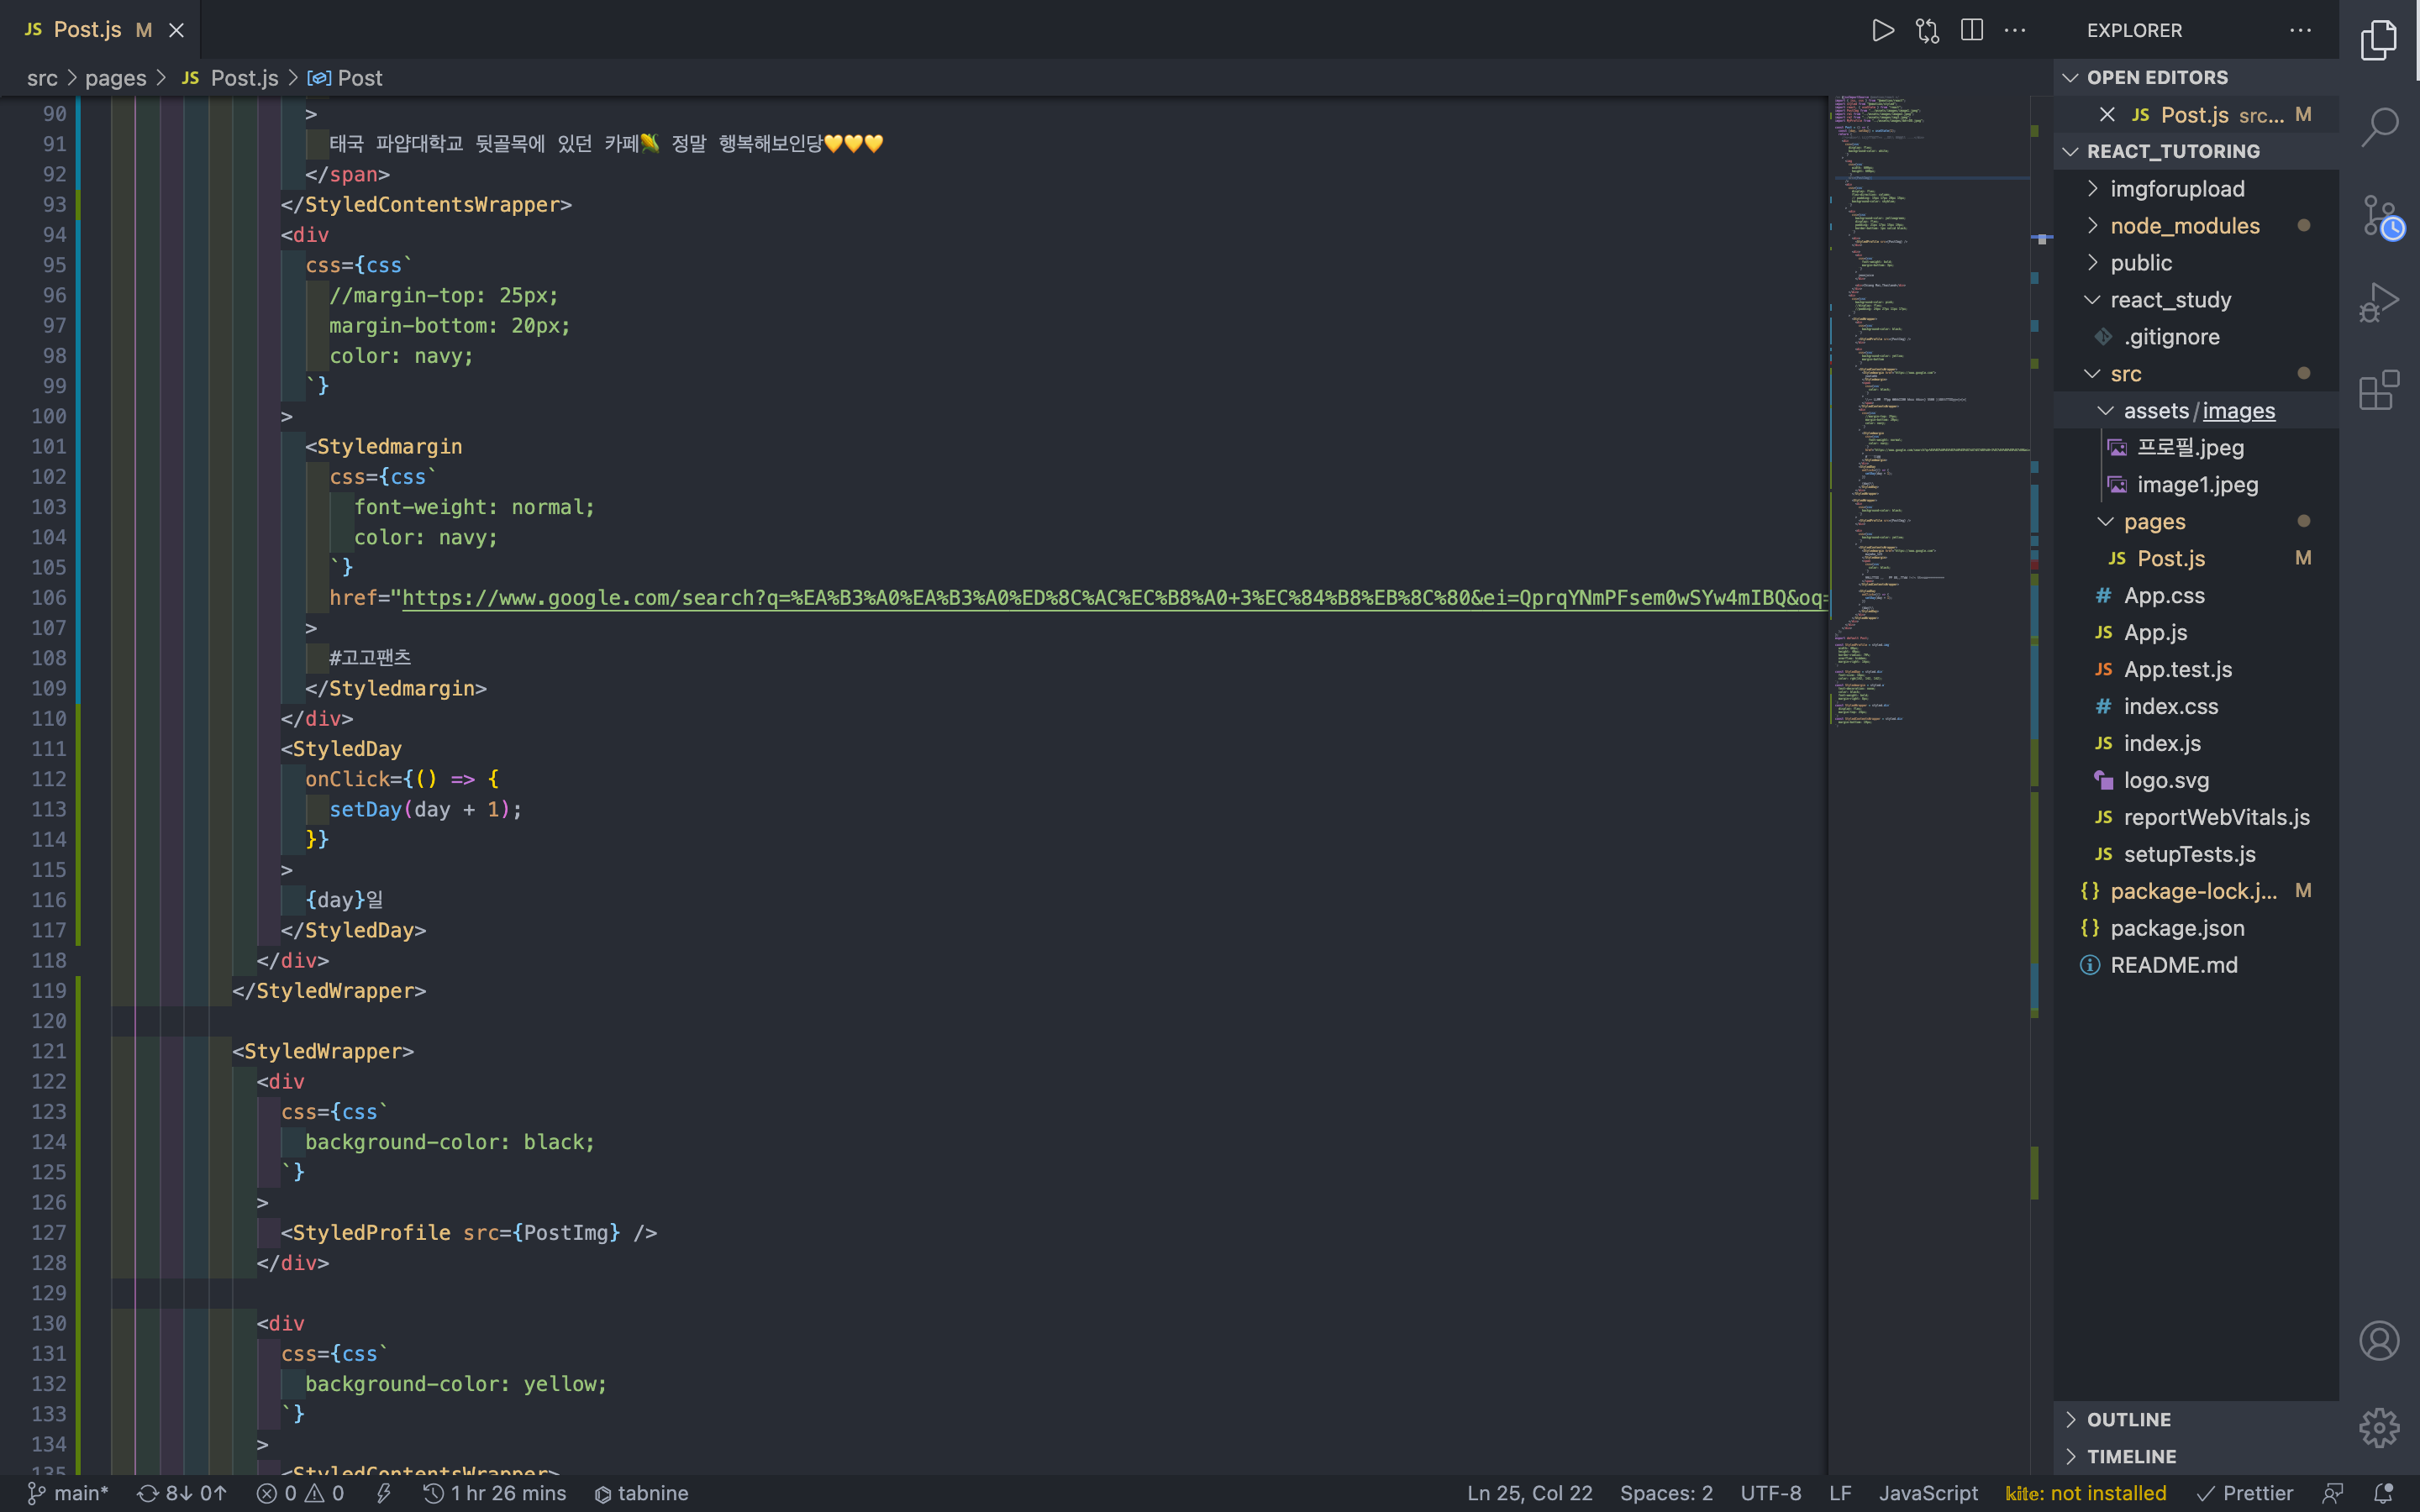 JS Post.js M
src > pages > JS Post.js > Post
90 >
91 태국 파얍대학교 뒷골목에 있던 카페🌽 정말 행복해보인당💛💛💛
92 </span>
93 </StyledContentsWrapper>
94 <div
95 css={css`
96 //margin-top: 25px;
97 margin-bottom: 20px;
98 color: navy;
99 `}
100 >
101 <Styledmargin
102 css={css`
103 font-weight: normal;
104 color: navy;
105 `}
106 href="https://www.google.com/search?q=%EA%B3%A0%EA%B3%A0%ED%8C%AC%EC%B8%A0+3%EC%84%B8%EB%8C%80&ei=QprqYNmPFsem0wSYw4mIBQ&oq=
107 >
108 #고고팬츠
109 </Styledmargin>
110 </div>
111 <StyledDay
112 onClick={() => {
113 setDay(day + 1);
114 }}
115 >
116 {day}일
117 </StyledDay>
118 </div>
119 </StyledWrapper>
120
121 <StyledWrapper>
122 <div
123 css={css`
124 background-color: black;
125 `}
126 >
127 <StyledProfile src={PostImg} />
128 </div>
129
130 <div
131 css={css`
132 background-color: yellow;
133 `}
134 >
135 <StyledContentsWrapper>
EXPLORER
OPEN EDITORS
JS Post.js src... M
REACT_TUTORING
imgforupload
node_modules
public
react_study
.gitignore
src
assets/images
프로필.jpeg
image1.jpeg
pages
JS Post.js M
# App.css
JS App.js
JS App.test.js
# index.css
JS index.js
logo.svg
JS reportWebVitals.js
JS setupTests.js
{} package-lock.j... M
{} package.json
README.md
OUTLINE
TIMELINE
main* 8↓ 0↑ 0 0 1 hr 26 mins tabnine Ln 25, Col 22 Spaces: 2 UTF-8 LF JavaScript kite: not installed Prettier